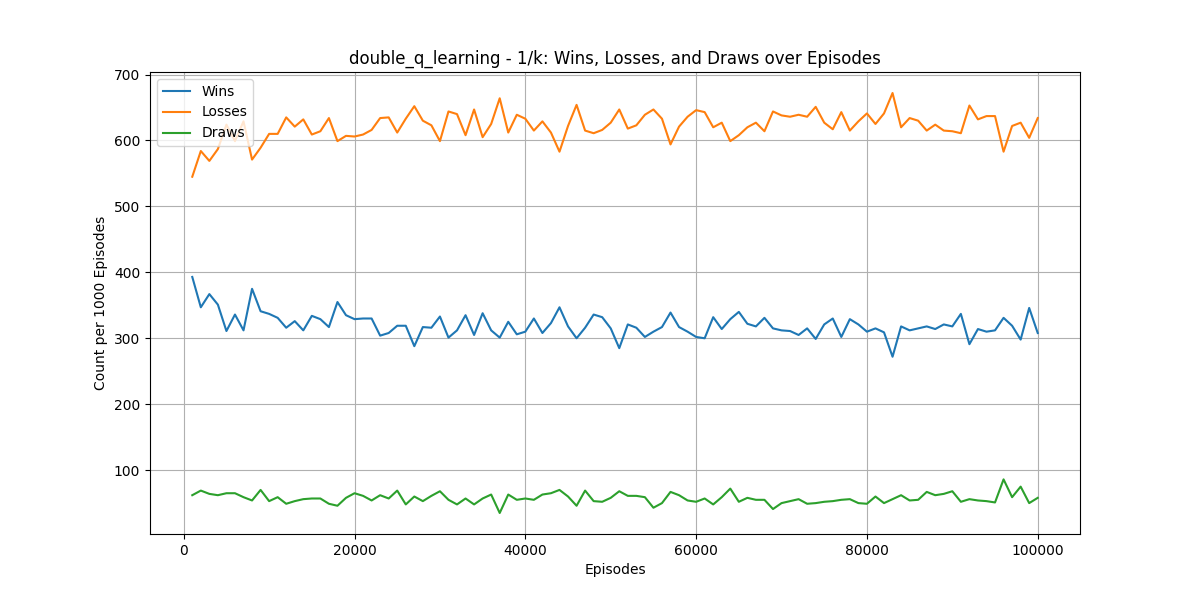 double_q_learning - 1/k: Wins, Losses, and Draws over Episodes
Wins
Losses
Draws
Count per 1000 Episodes
700
600
500
400
300
200
100
0
20000
40000
60000
80000
100000
Episodes